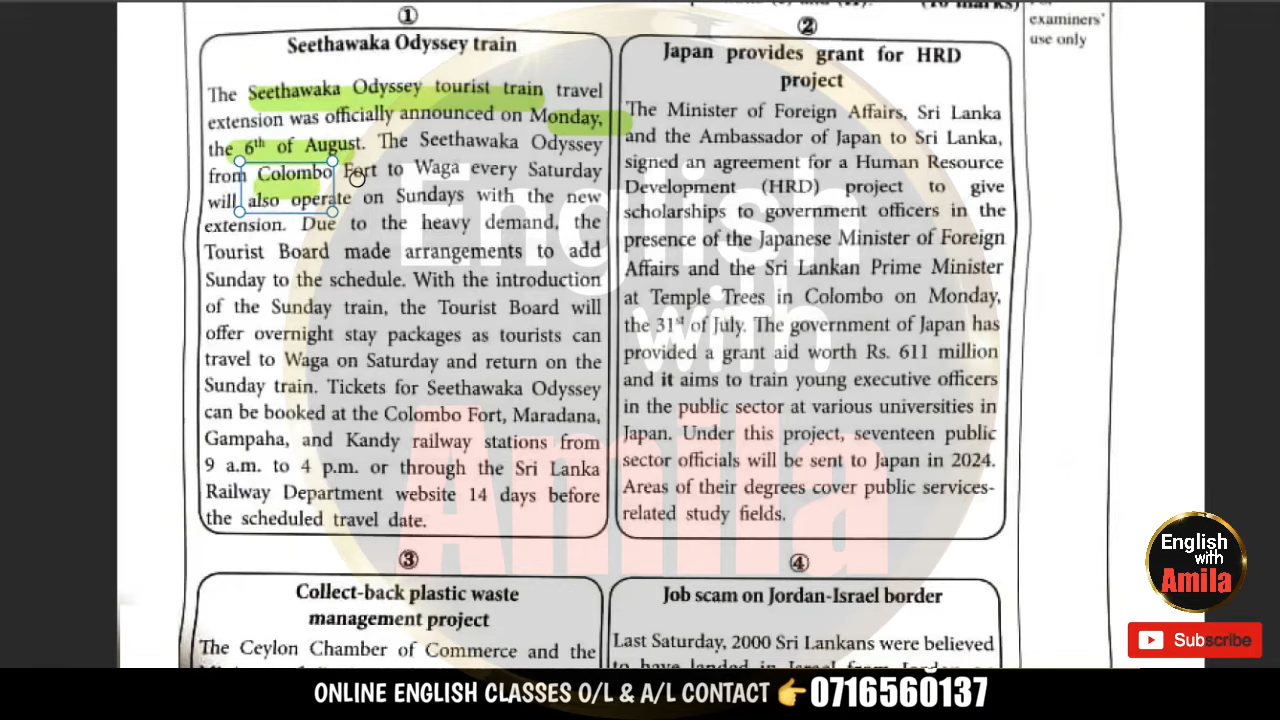 (10 marks)
examiners'
use only
①
Seethawaka Odyssey train
The Seethawaka Odyssey tourist train travel
extension was officially announced on Monday,
the 6th of August. The Seethawaka Odyssey
from Colombo Fort to Waga every Saturday
will also operate on Sundays with the new
extension. Due to the heavy demand, the
Tourist Board made arrangements to add
Sunday to the schedule. With the introduction
of the Sunday train, the Tourist Board will
offer overnight stay packages as tourists can
travel to Waga on Saturday and return on the
Sunday train. Tickets for Seethawaka Odyssey
can be booked at the Colombo Fort, Maradana,
Gampaha, and Kandy railway stations from
9 a.m. to 4 p.m. or through the Sri Lanka
Railway Department website 14 days before
the scheduled travel date.
②
Japan provides grant for HRD
project
The Minister of Foreign Affairs, Sri Lanka
and the Ambassador of Japan to Sri Lanka,
signed an agreement for a Human Resource
Development (HRD) project to give
scholarships to government officers in the
presence of the Japanese Minister of Foreign
Affairs and the Sri Lankan Prime Minister
at Temple Trees in Colombo on Monday,
the 31st of July. The government of Japan has
provided a grant aid worth Rs. 611 million
and it aims to train young executive officers
in the public sector at various universities in
Japan. Under this project, seventeen public
sector officials will be sent to Japan in 2024.
Areas of their degrees cover public services-
related study fields.
③
Collect-back plastic waste
management project
The Ceylon Chamber of Commerce and the
④
Job scam on Jordan-Israel border
Last Saturday, 2000 Sri Lankans were believed
to have landed in Israel from Jordan
English
with
Amila
English
with
Amila
Subscribe
ONLINE ENGLISH CLASSES O/L & A/L CONTACT 👉0716560137